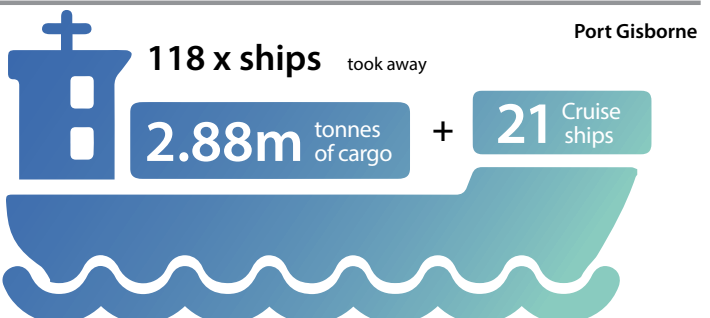 Port Gisborne
118 x ships took away
2.88m tonnes of cargo
+
21 Cruise ships